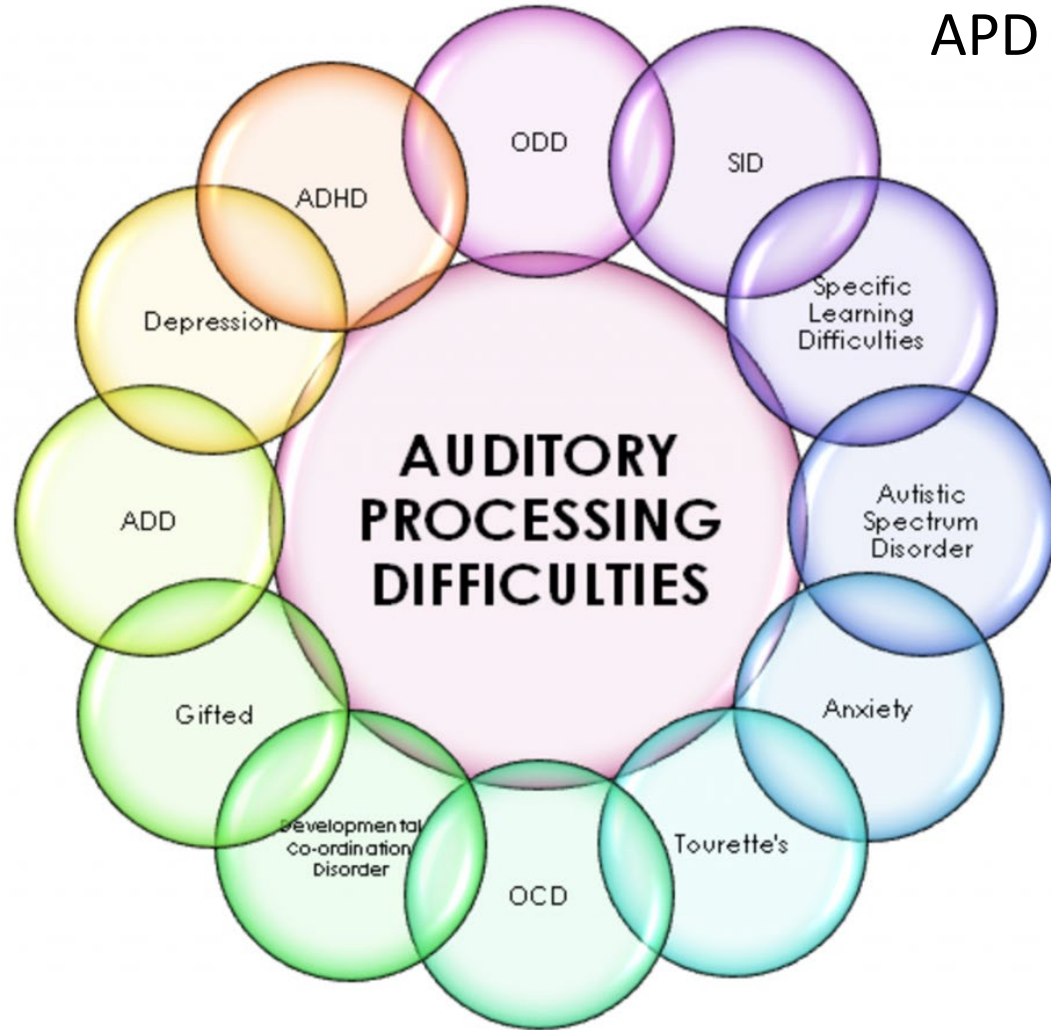 APD
ODD
SID
ADHD
Specific
Learning
Difficulties
Depression
AUDITORY
PROCESSING
DIFFICULTIES
Autistic
Spectrum
Disorder
ADD
Anxiety
Gifted
Developmental
Co-ordination
Disorder
Tourette's
OCD